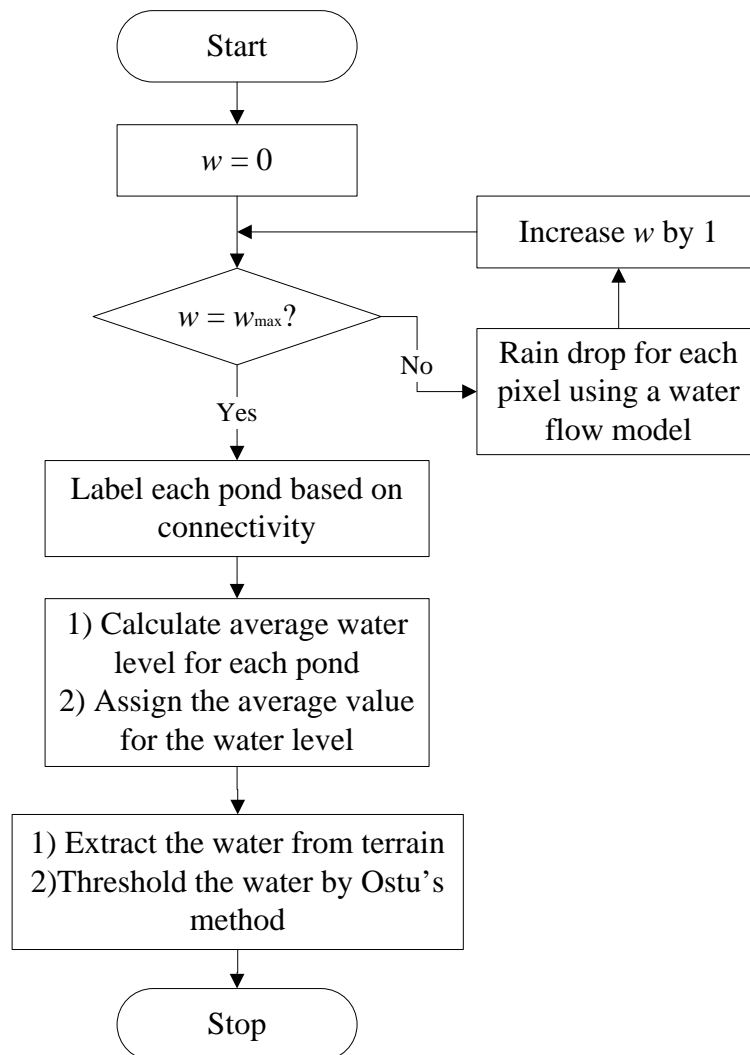 Start
w = 0
Increase w by 1
w = wmax?
No
Rain drop for each
pixel using a water
flow model
Yes
Label each pond based on
connectivity
1) Calculate average water
level for each pond
2) Assign the average value
for the water level
1) Extract the water from terrain
2)Threshold the water by Ostu’s
method
Stop